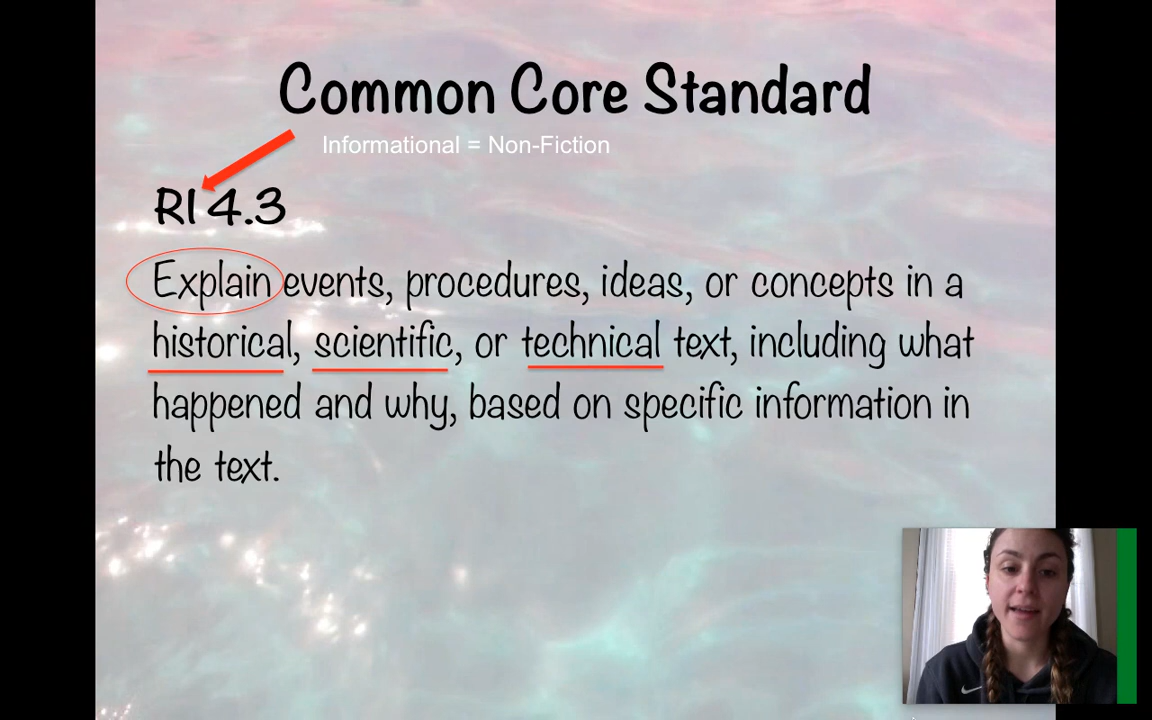 Common Core Standard
Informational = Non-Fiction
RI 4.3
Explain events, procedures, ideas, or concepts in a
historical, scientific, or technical text, including what
happened and why, based on specific information in
the text.